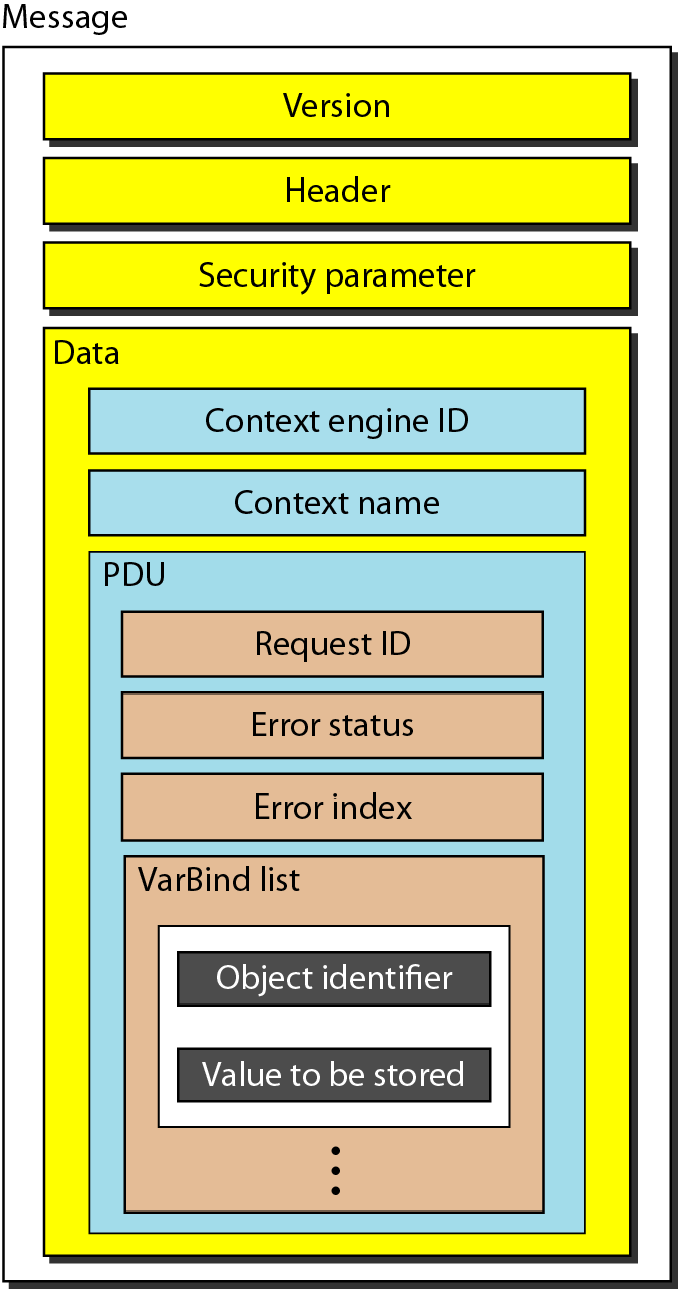 Message
Version
Header
Security parameter
Data
Context engine ID
Context name
PDU
Request ID
Error status
Error index
VarBind list
Object identifier
Value to be stored